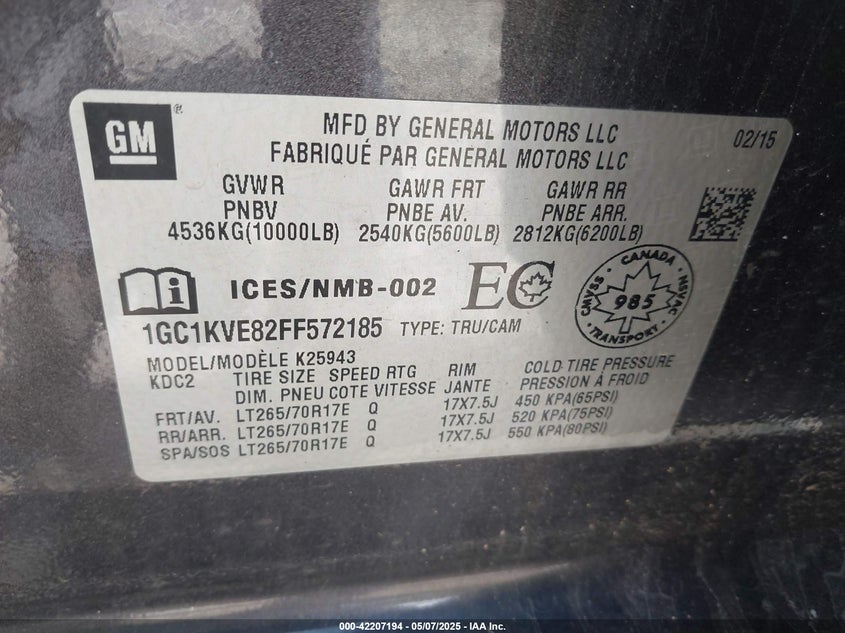 GM
MFD BY GENERAL MOTORS LLC 02/15
FABRIQUÉ PAR GENERAL MOTORS LLC
GVWR GAWR FRT GAWR RR
PNBV PNBE AV. PNBE ARR.
4536KG(10000LB) 2540KG(5600LB) 2812KG(6200LB)
i ICES/NMB-002 EC
CANADA
CMVSS 985 NSVAC
TRANSPORT
1GC1KVE82FF572185 TYPE: TRU/CAM
MODEL/MODÈLE K25943
KDC2 TIRE SIZE SPEED RTG RIM COLD TIRE PRESSURE
DIM. PNEU COTE VITESSE JANTE PRESSION À FROID
FRT/AV. LT265/70R17E Q 17X7.5J 450 KPA(65PSI)
RR/ARR. LT265/70R17E Q 17X7.5J 520 KPA(75PSI)
SPA/SOS LT265/70R17E Q 17X7.5J 550 KPA(80PSI)
000-42207194 - 05/07/2025 - IAA Inc.